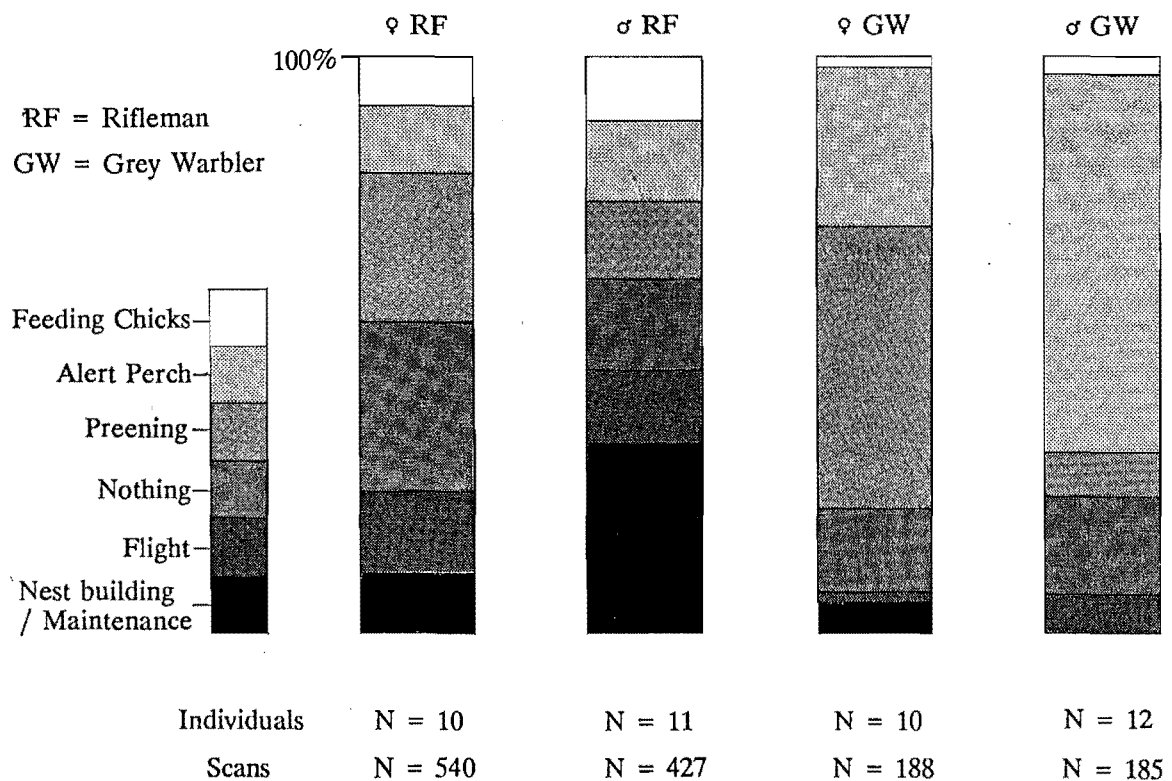 ♀ RF
♂ RF
♀ GW
♂ GW
100%
RF = Rifleman
GW = Grey Warbler
Feeding Chicks
Alert Perch
Preening
Nothing
Flight
Nest building
/ Maintenance
Individuals N = 10 N = 11 N = 10 N = 12
Scans N = 540 N = 427 N = 188 N = 185